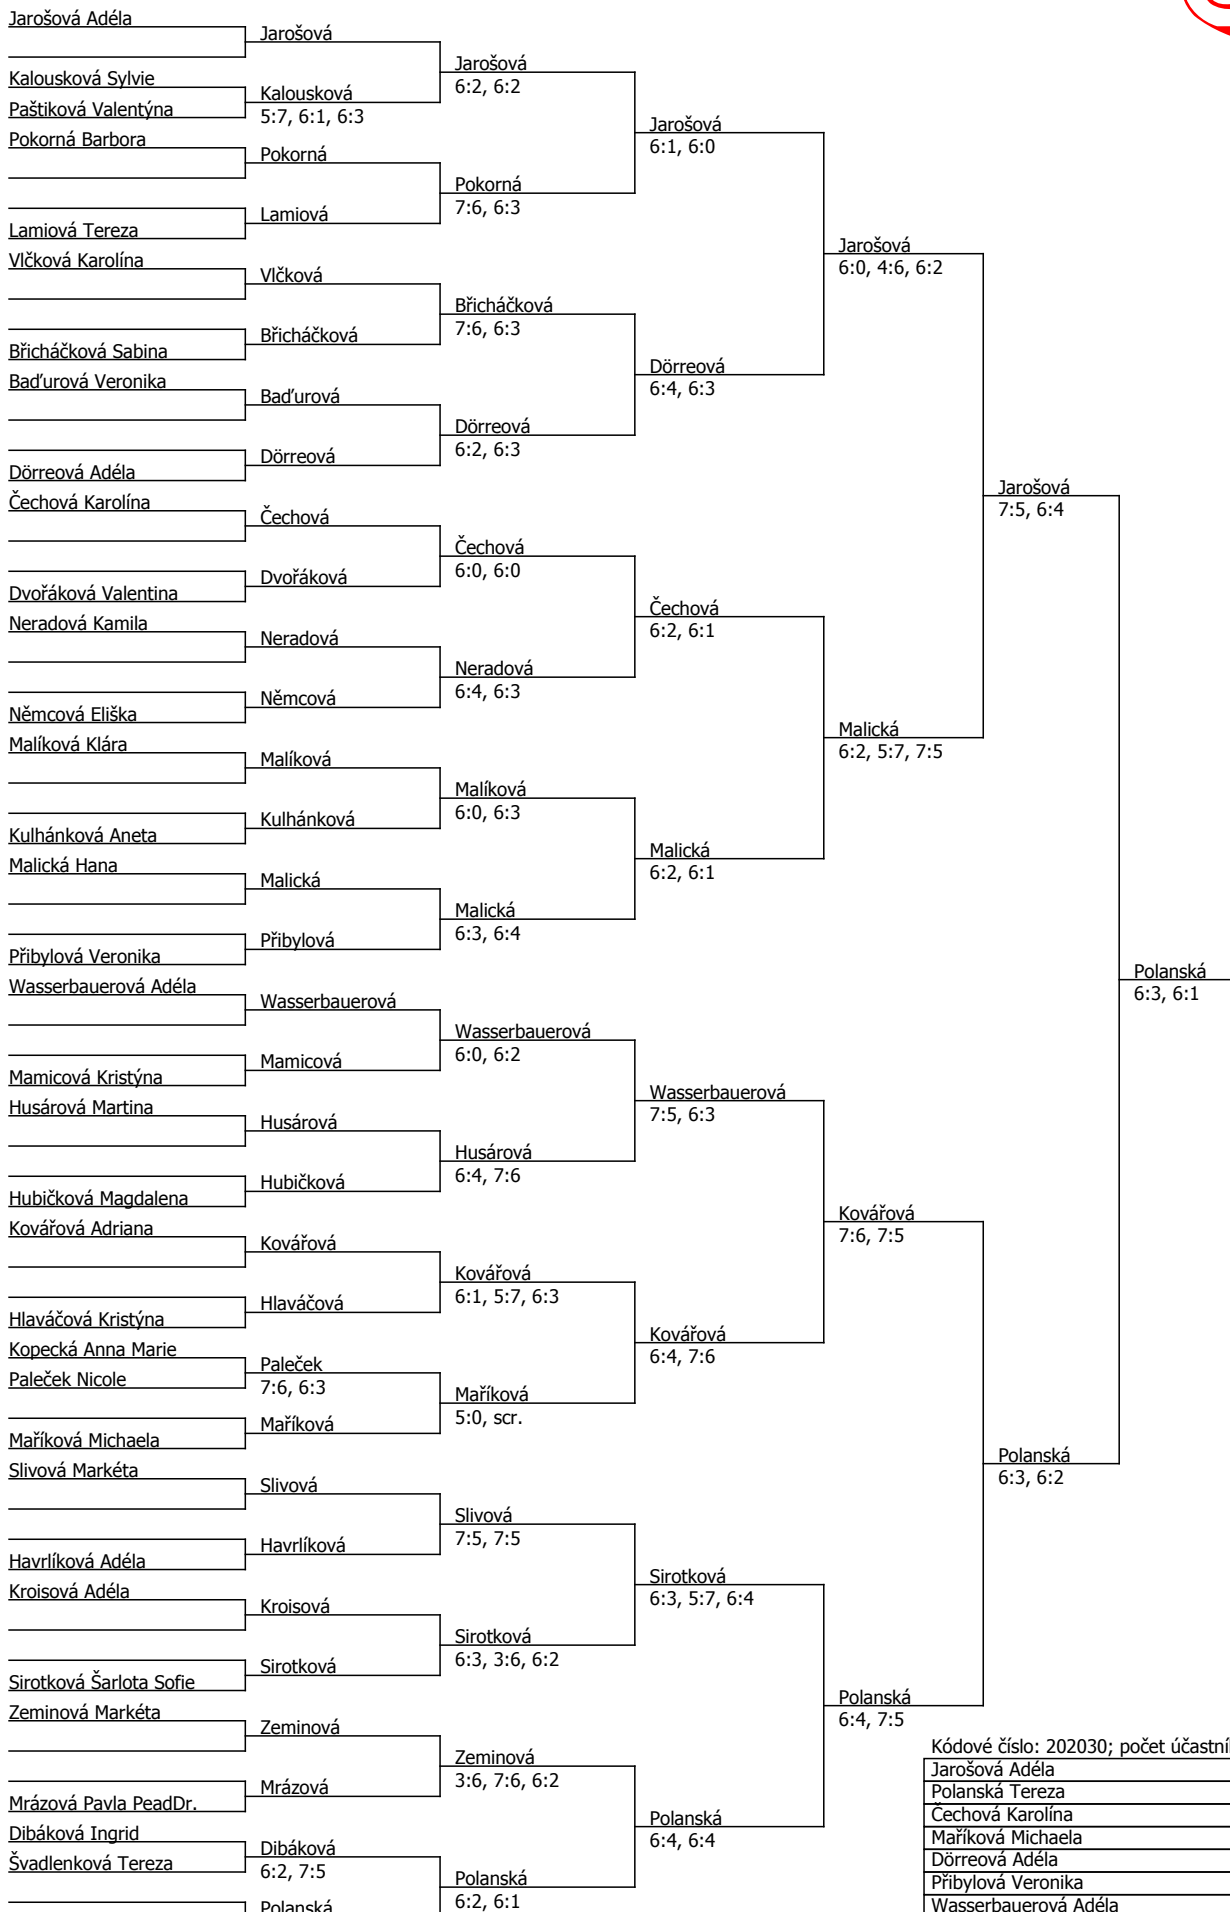 Jarošová Adéla
Kalousková Sylvie
Paštiková Valentýna
Pokorná Barbora
Lamiová Tereza
Vlčková Karolína
Břicháčková Sabina
Baďurová Veronika
Dörreová Adéla
Čechová Karolína
Dvořáková Valentina
Neradová Kamila
Němcová Eliška
Malíková Klára
Kulhánková Aneta
Malická Hana
Přibylová Veronika
Wasserbauerová Adéla
Mamicová Kristýna
Husárová Martina
Hubičková Magdalena
Kovářová Adriana
Hlaváčová Kristýna
Kopecká Anna Marie
Paleček Nicole
Maříková Michaela
Slivová Markéta
Havrlíková Adéla
Kroisová Adéla
Sirotková Šarlota Sofie
Zeminová Markéta
Mrázová Pavla PeadDr.
Dibáková Ingrid
Švadlenková Tereza
Jarošová
Kalousková
5:7, 6:1, 6:3
Pokorná
Lamiová
Vlčková
Břicháčková
Baďurová
Dörreová
Čechová
Dvořáková
Neradová
Němcová
Malíková
Kulhánková
Malická
Přibylová
Wasserbauerová
Mamicová
Husárová
Hubičková
Kovářová
Hlaváčová
Paleček
7:6, 6:3
Maříková
Slivová
Havrlíková
Kroisová
Sirotková
Zeminová
Mrázová
Dibáková
6:2, 7:5
Polanská
Jarošová
6:2, 6:2
Pokorná
7:6, 6:3
Břicháčková
7:6, 6:3
Dörreová
6:2, 6:3
Čechová
6:0, 6:0
Neradová
6:4, 6:3
Malíková
6:0, 6:3
Malická
6:3, 6:4
Wasserbauerová
6:0, 6:2
Husárová
6:4, 7:6
Kovářová
6:1, 5:7, 6:3
Maříková
5:0, scr.
Slivová
7:5, 7:5
Sirotková
6:3, 3:6, 6:2
Zeminová
3:6, 7:6, 6:2
Polanská
6:2, 6:1
Jarošová
6:1, 6:0
Dörreová
6:4, 6:3
Čechová
6:2, 6:1
Malická
6:2, 6:1
Wasserbauerová
7:5, 6:3
Kovářová
6:4, 7:6
Sirotková
6:3, 5:7, 6:4
Polanská
6:4, 6:4
Jarošová
6:0, 4:6, 6:2
Malická
6:2, 5:7, 7:5
Kovářová
7:6, 7:5
Polanská
6:4, 7:5
Jarošová
7:5, 6:4
Polanská
6:3, 6:2
Polanská
6:3, 6:1
Kódové číslo: 202030; počet účastní
Jarošová Adéla
Polanská Tereza
Čechová Karolína
Maříková Michaela
Dörreová Adéla
Přibylová Veronika
Wasserbauerová Adéla